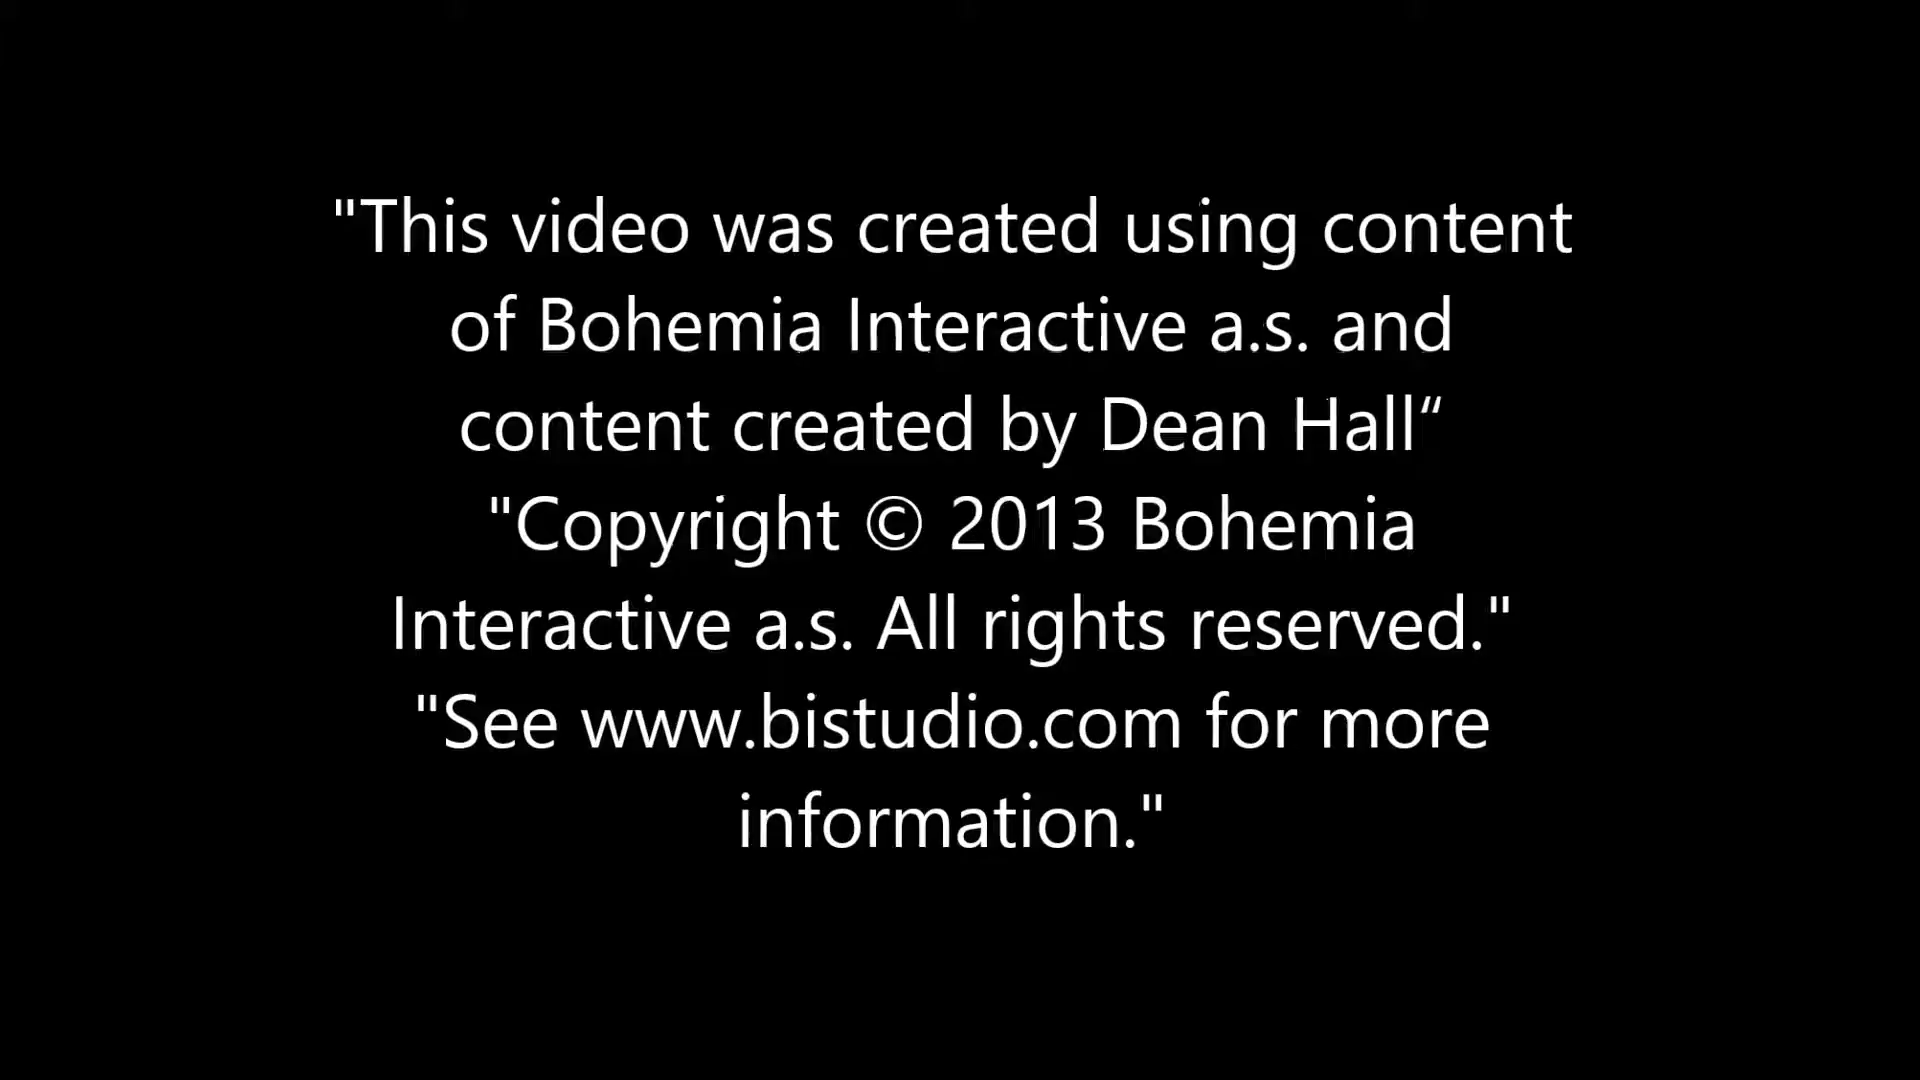 "This video was created using content
of Bohemia Interactive a.s. and
content created by Dean Hall“
"Copyright © 2013 Bohemia
Interactive a.s. All rights reserved."
"See www.bistudio.com for more
information."